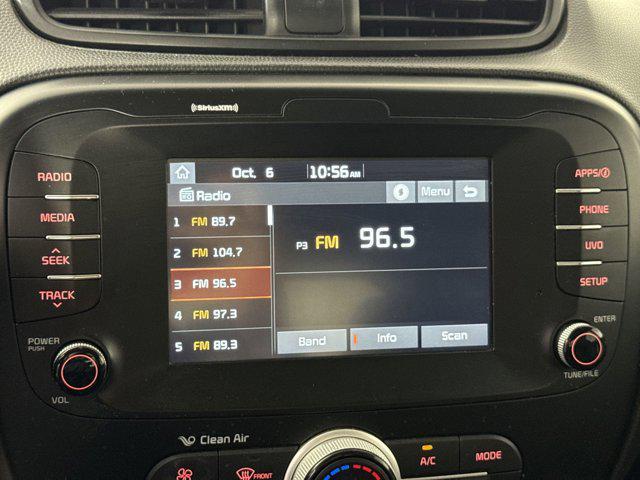 ((SiriusXM))
RADIO
MEDIA
SEEK
TRACK
POWER
PUSH
VOL
Oct. 6 10:56 AM
Radio Menu
1 FM 89.7
2 FM 104.7
3 FM 96.5
4 FM 97.3
5 FM 89.3
P3 FM 96.5
Band Info Scan
APPS/i
PHONE
UVO
SETUP
ENTER
TUNE/FILE
Clean Air
FRONT
A/C
MODE